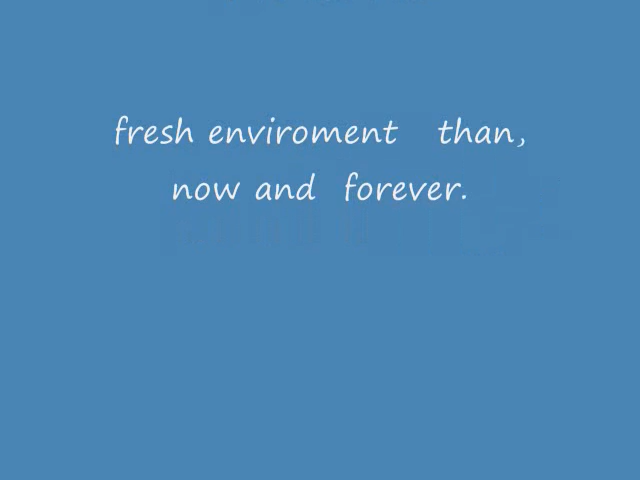 fresh enviroment than,
now and forever.